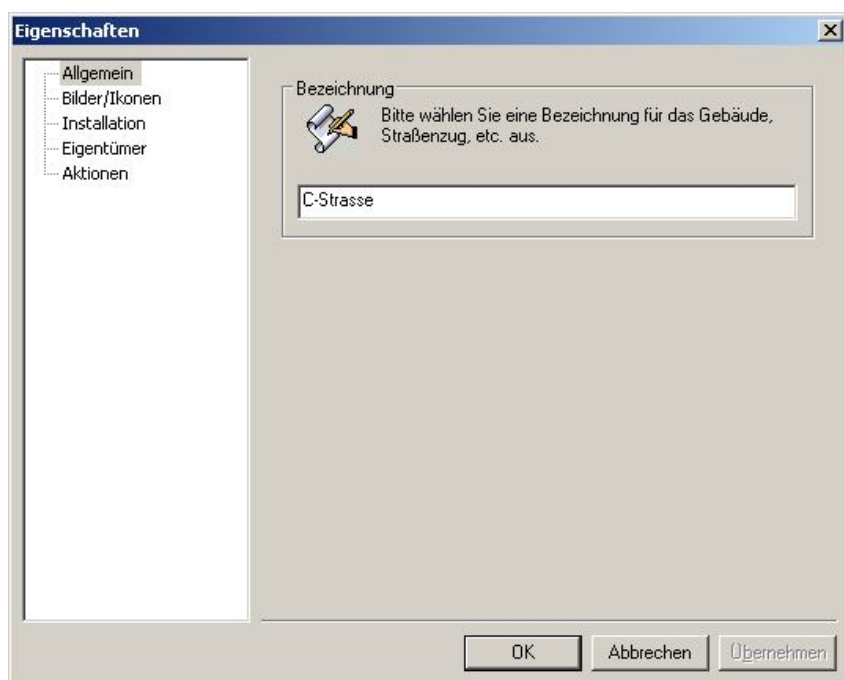 Eigenschaften
Allgemein
Bilder/Ikonen
Installation
Eigentümer
Aktionen
Bezeichnung
Bitte wählen Sie eine Bezeichnung für das Gebäude,
Straßenzug, etc. aus.
C-Strasse
OK
Abbrechen
Übernehmen